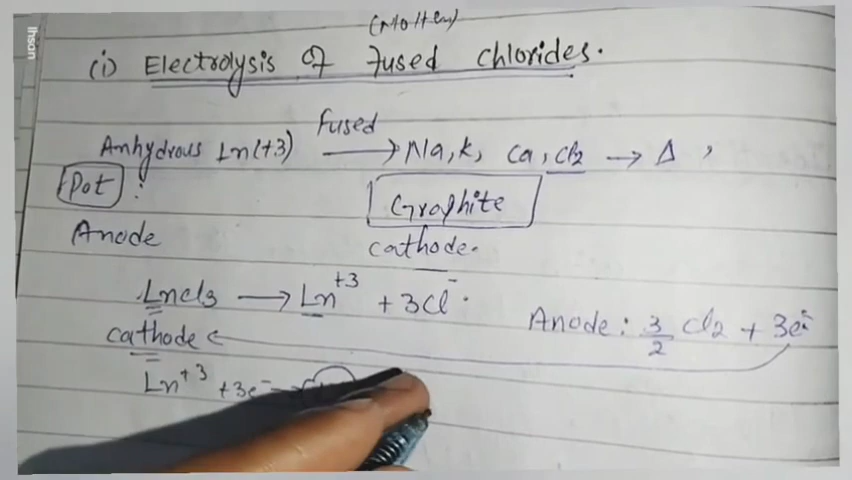 (Molten)
(i) Electrolysis of fused chlorides.
Anhydrous Ln(+3) Fused → Na, K, Ca, Cl2 → Δ ,
Pot :
Graphite
Anode
cathode.
LnCl3 → Ln+3 + 3Cl-.
Anode: 3/2 Cl2 + 3e-
cathode ←
Ln+3 + 3e- →
Ihsan